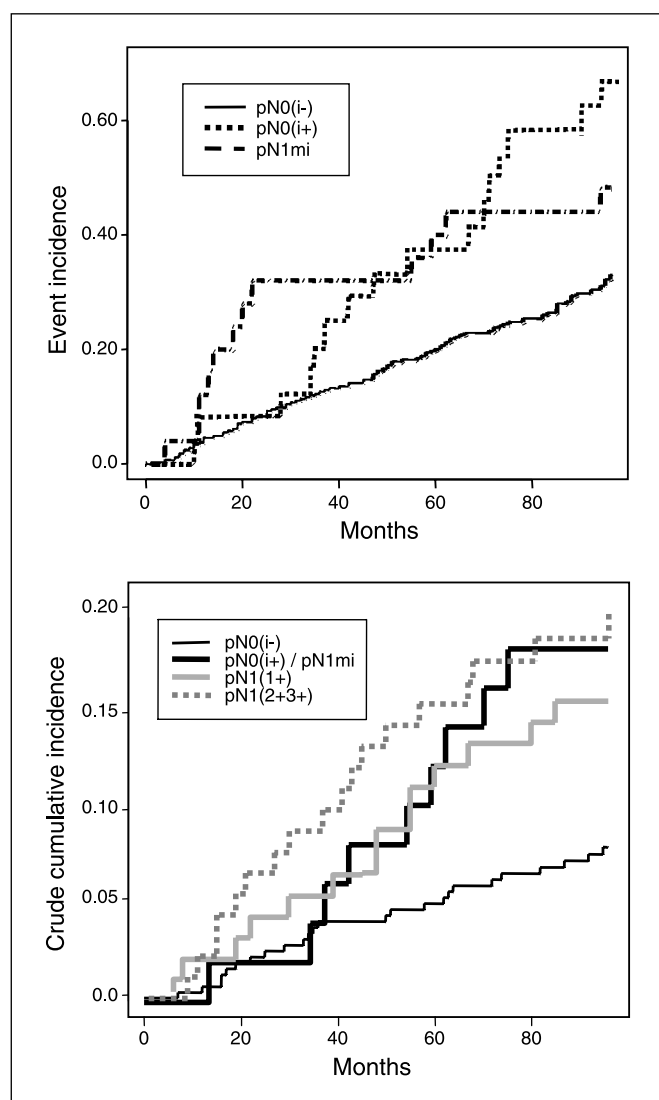 pN0(i-)
pN0(i+)
pN1mi
Event incidence
0.60
0.40
0.20
0.0
0 20 40 60 80
Months
pN0(i-)
pN0(i+) / pN1mi
pN1(1+)
pN1(2+3+)
Crude cumulative incidence
0.20
0.15
0.10
0.05
0.0
0 20 40 60 80
Months